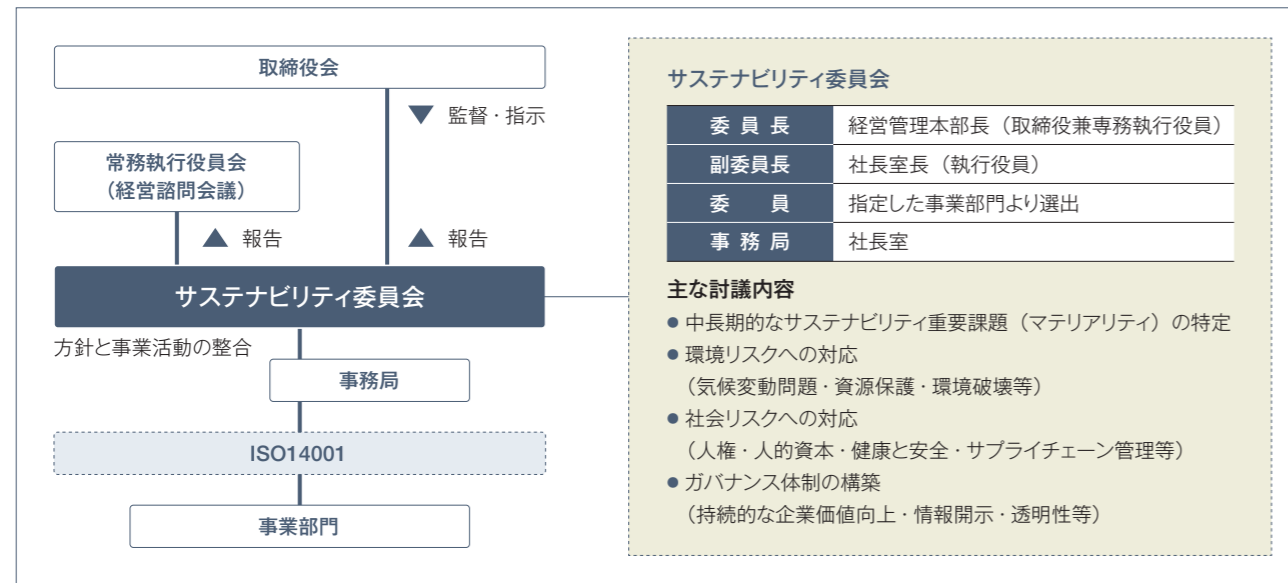 取締役会
▼ 監督・指示
常務執行役員会
（経営諮問会議）
▲ 報告
▲ 報告
サステナビリティ委員会
方針と事業活動の整合
事務局
ISO14001
事業部門
サステナビリティ委員会
委員長 経営管理本部長（取締役兼専務執行役員）
副委員長 社長室長（執行役員）
委員 指定した事業部門より選出
事務局 社長室
主な討議内容
● 中長期的なサステナビリティ重要課題（マテリアリティ）の特定
● 環境リスクへの対応
（気候変動問題・資源保護・環境破壊等）
● 社会リスクへの対応
（人権・人的資本・健康と安全・サプライチェーン管理等）
● ガバナンス体制の構築
（持続的な企業価値向上・情報開示・透明性等）